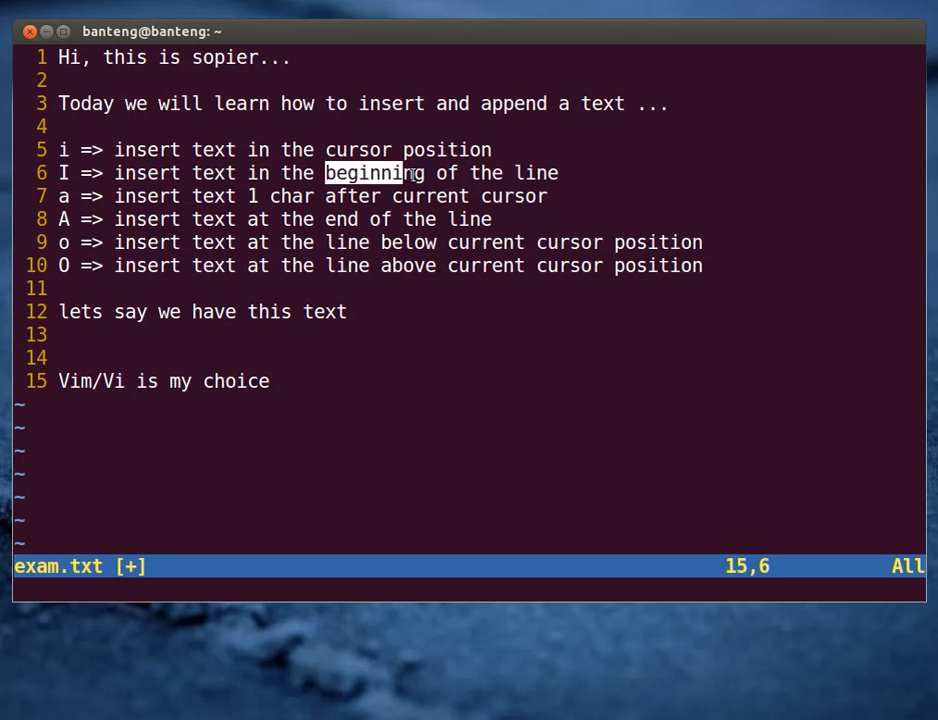 banteng@banteng: ~
1 Hi, this is sopier...
2
3 Today we will learn how to insert and append a text ...
4
5 i => insert text in the cursor position
6 I => insert text in the beginning of the line
7 a => insert text 1 char after current cursor
8 A => insert text at the end of the line
9 o => insert text at the line below current cursor position
10 O => insert text at the line above current cursor position
11
12 lets say we have this text
13
14
15 Vim/Vi is my choice
~
~
~
~
~
~
~
exam.txt [+] 15,6 All